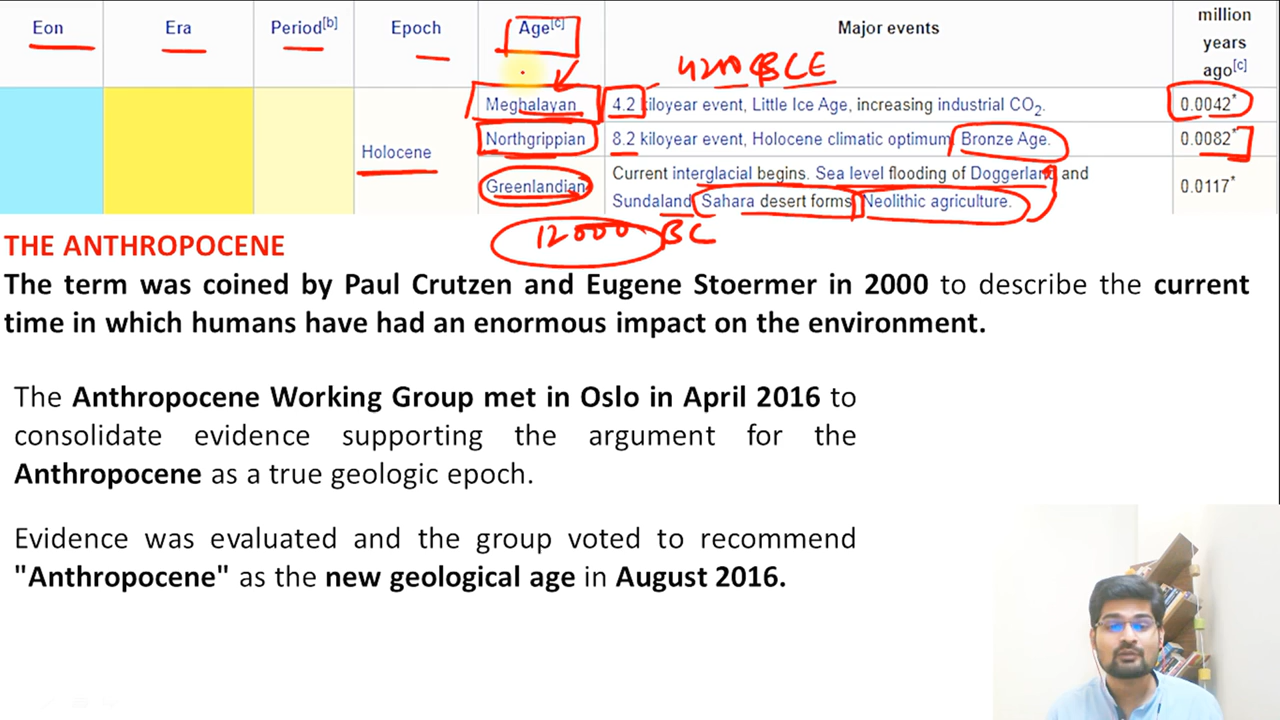 Eon Era Period[b] Epoch Age[c] Major events million years ago[c]
4200 BCE
Meghalayan 4.2 kiloyear event, Little Ice Age, increasing industrial CO₂. 0.0042*
Holocene Northgrippian 8.2 kiloyear event, Holocene climatic optimum Bronze Age. 0.0082*
Greenlandian Current interglacial begins. Sea level flooding of Doggerland and 0.0117*
Sundaland Sahara desert forms Neolithic agriculture.
12000 BC
THE ANTHROPOCENE
The term was coined by Paul Crutzen and Eugene Stoermer in 2000 to describe the current
time in which humans have had an enormous impact on the environment.
The Anthropocene Working Group met in Oslo in April 2016 to
consolidate evidence supporting the argument for the
Anthropocene as a true geologic epoch.
Evidence was evaluated and the group voted to recommend
"Anthropocene" as the new geological age in August 2016.